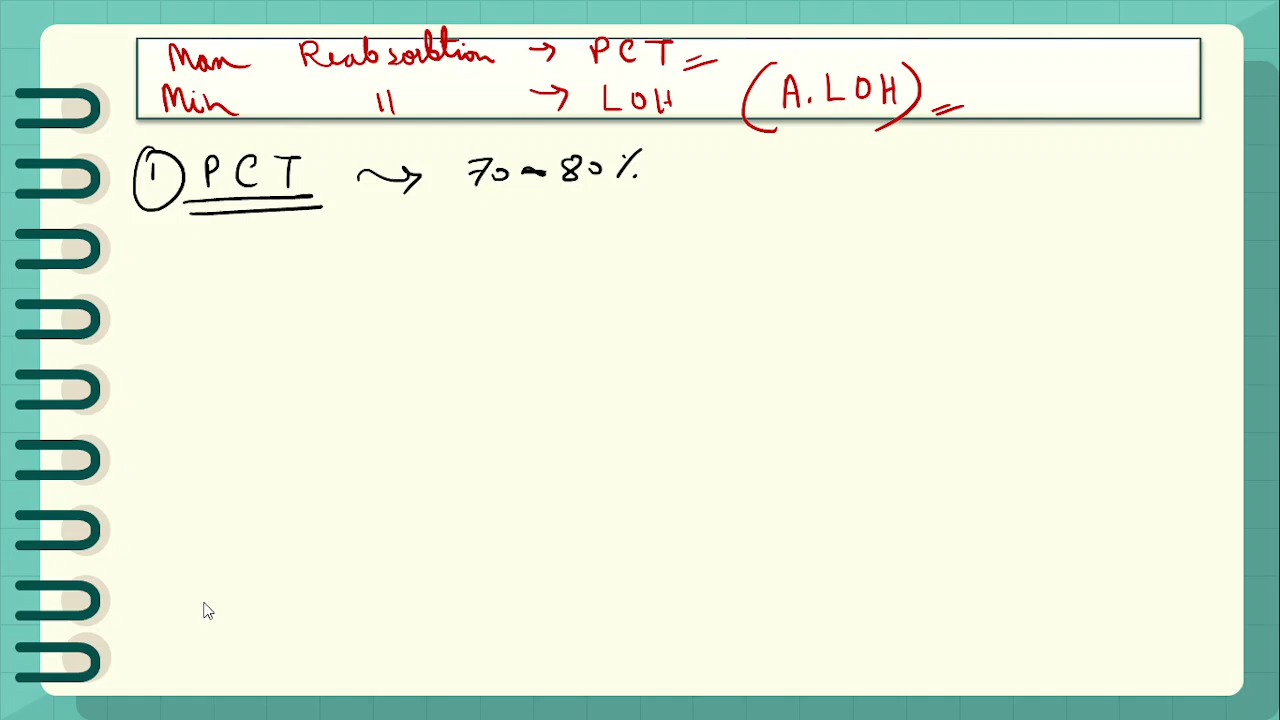 Max Reabsorbtion → PCT
Min 11 → LOH (A.LOH)
① PCT → 70-80%